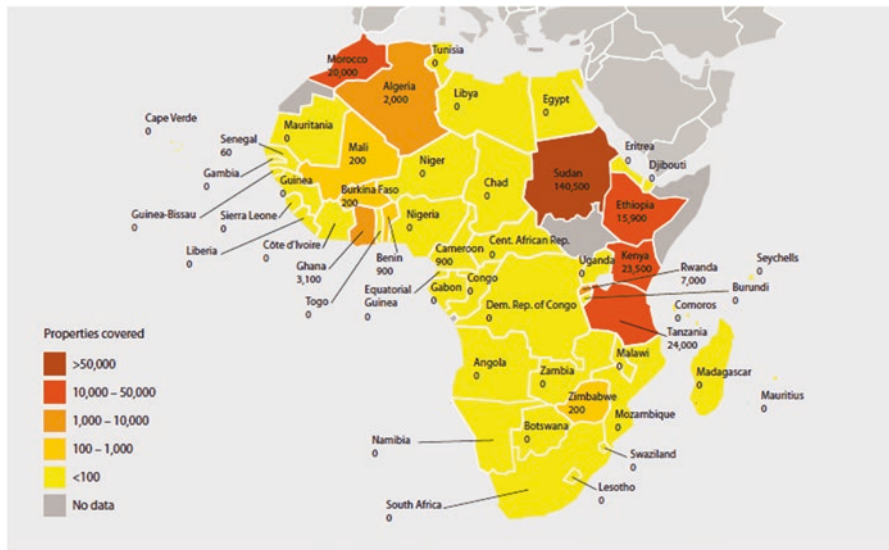 Morocco
20,000
Tunisia
0
Algeria
2,000
Libya
0
Egypt
0
Cape Verde
0
Mauritania
0
Senegal
60
Mali
200
Niger
0
Chad
0
Sudan
140,500
Eritrea
0
Djibouti
0
Gambia
0
Guinea
0
Burkina Faso
200
Guinea-Bissau
0
Sierra Leone
0
Nigeria
0
Ethiopia
15,900
Liberia
0
Côte d'Ivoire
0
Ghana
3,100
Togo
0
Benin
900
Cameroon
900
Cent. African Rep.
0
Equatorial
Guinea
0
Gabon
0
Congo
0
Dem. Rep. of Congo
0
Uganda
0
Kenya
23,500
Rwanda
7,000
Burundi
0
Seychells
0
Comoros
0
Tanzania
24,000
Angola
0
Zambia
0
Malawi
0
Madagascar
0
Mauritius
0
Zimbabwe
200
Mozambique
0
Botswana
0
Namibia
0
Swaziland
0
Lesotho
0
South Africa
0
Properties covered
>50,000
10,000 – 50,000
1,000 – 10,000
100 – 1,000
<100
No data